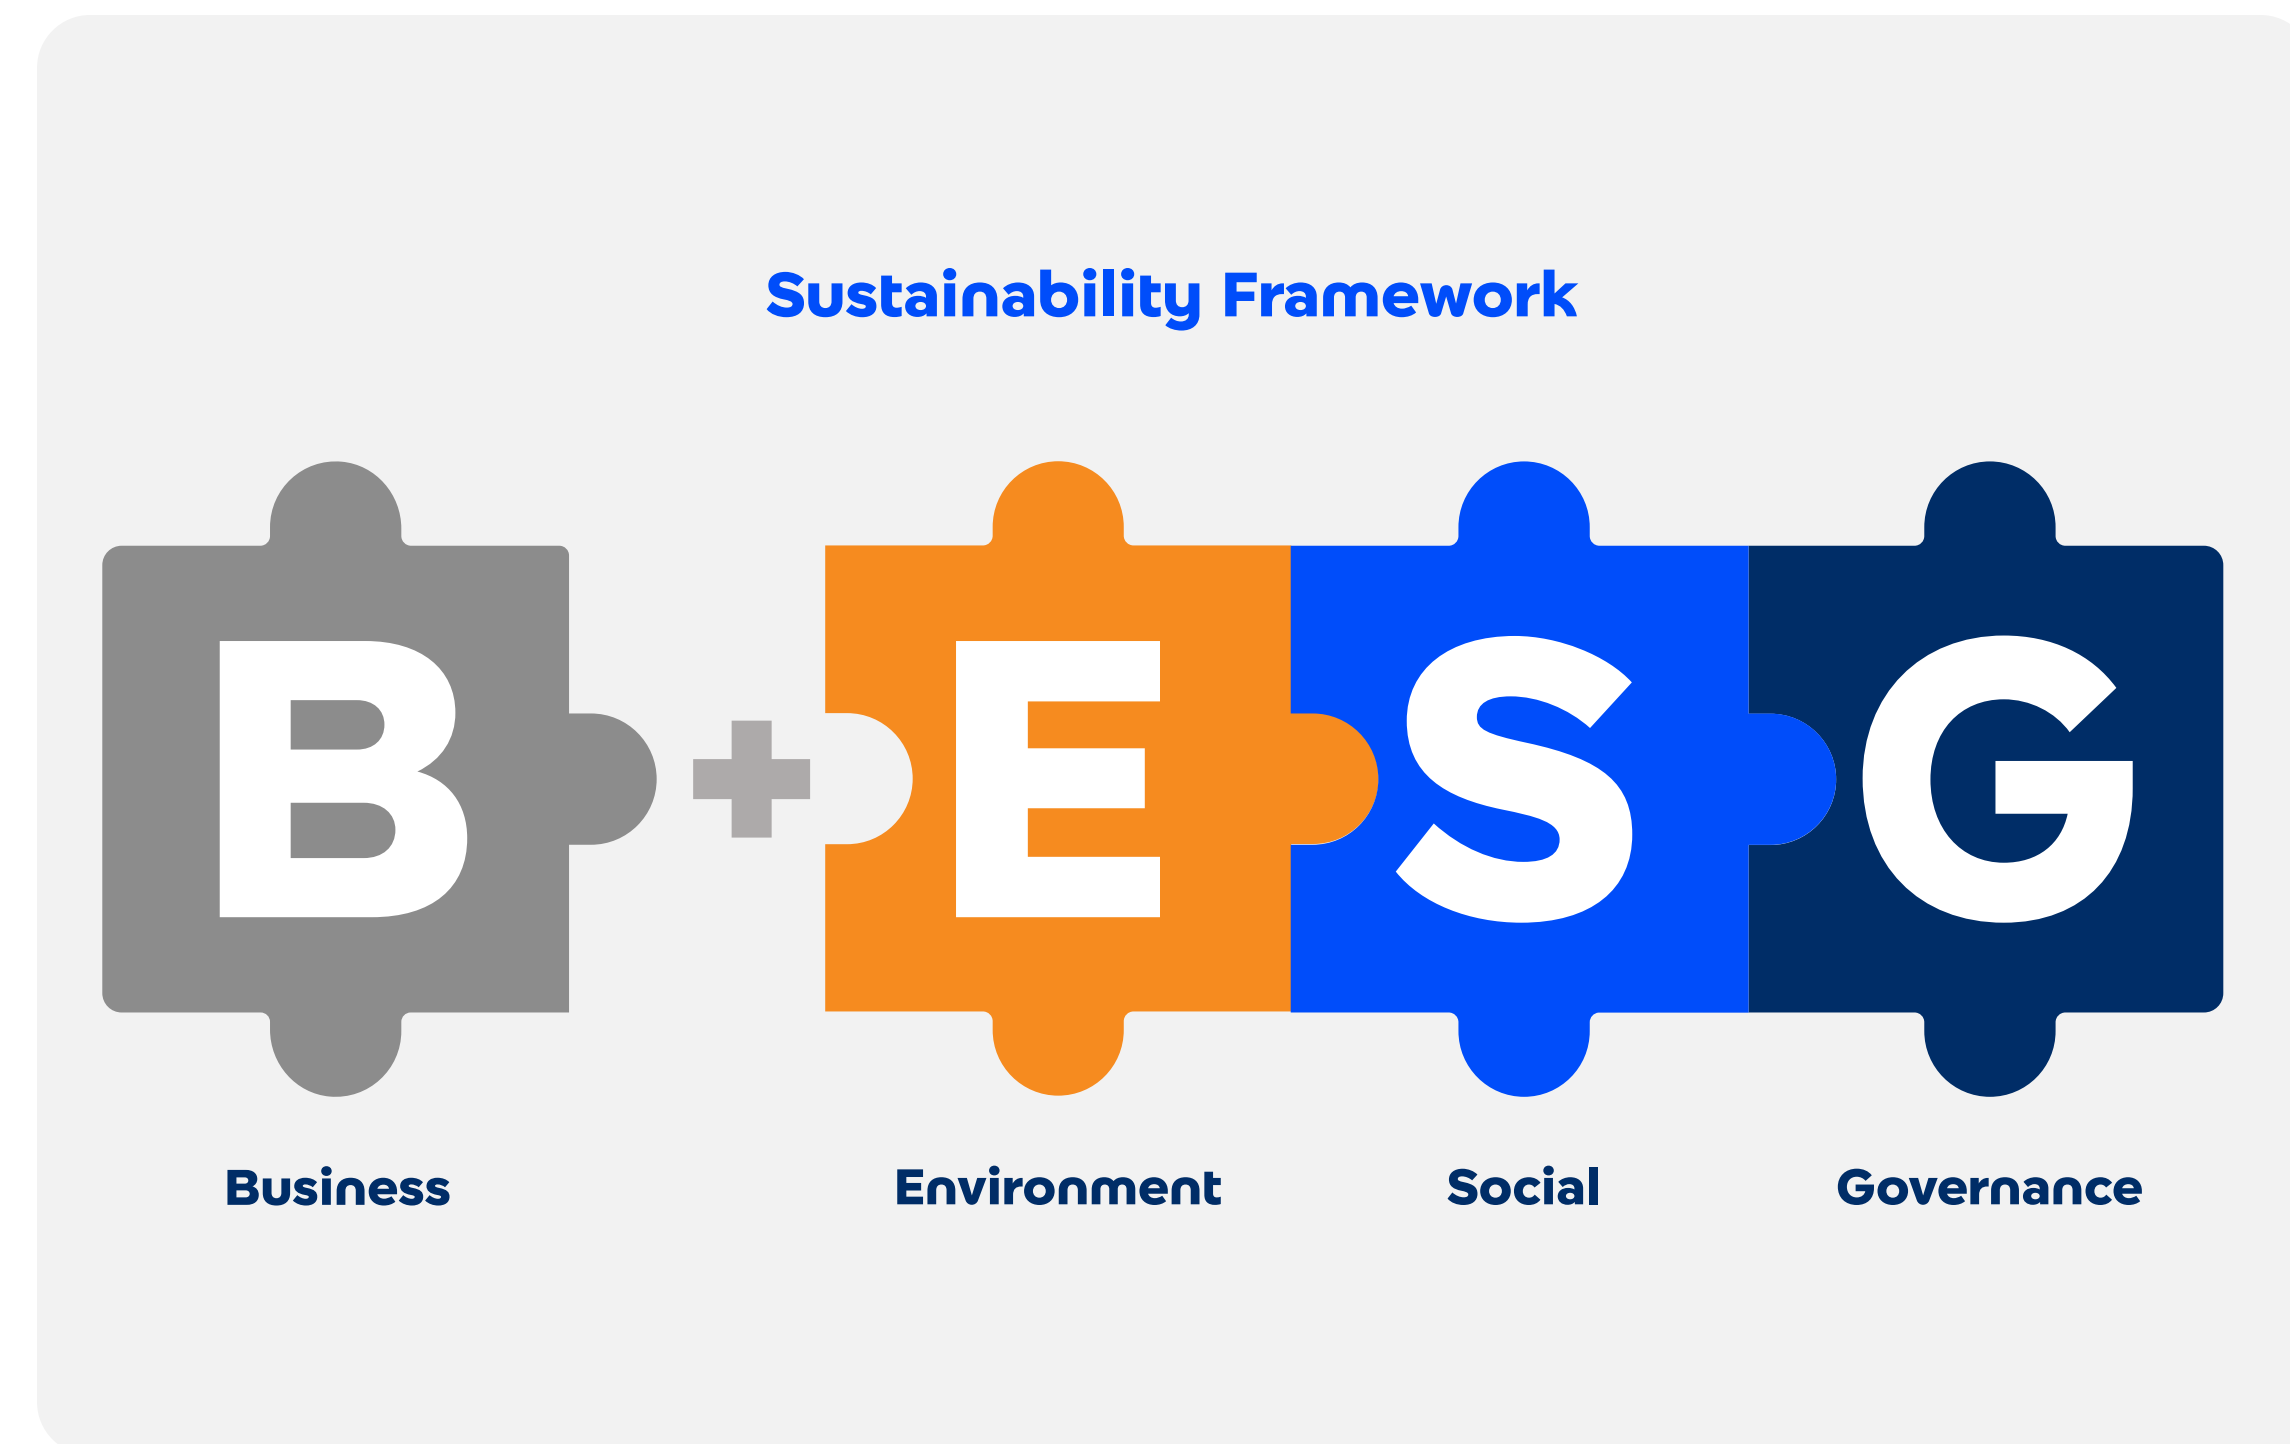 Sustainability Framework
B + E S G
Business Environment Social Governance